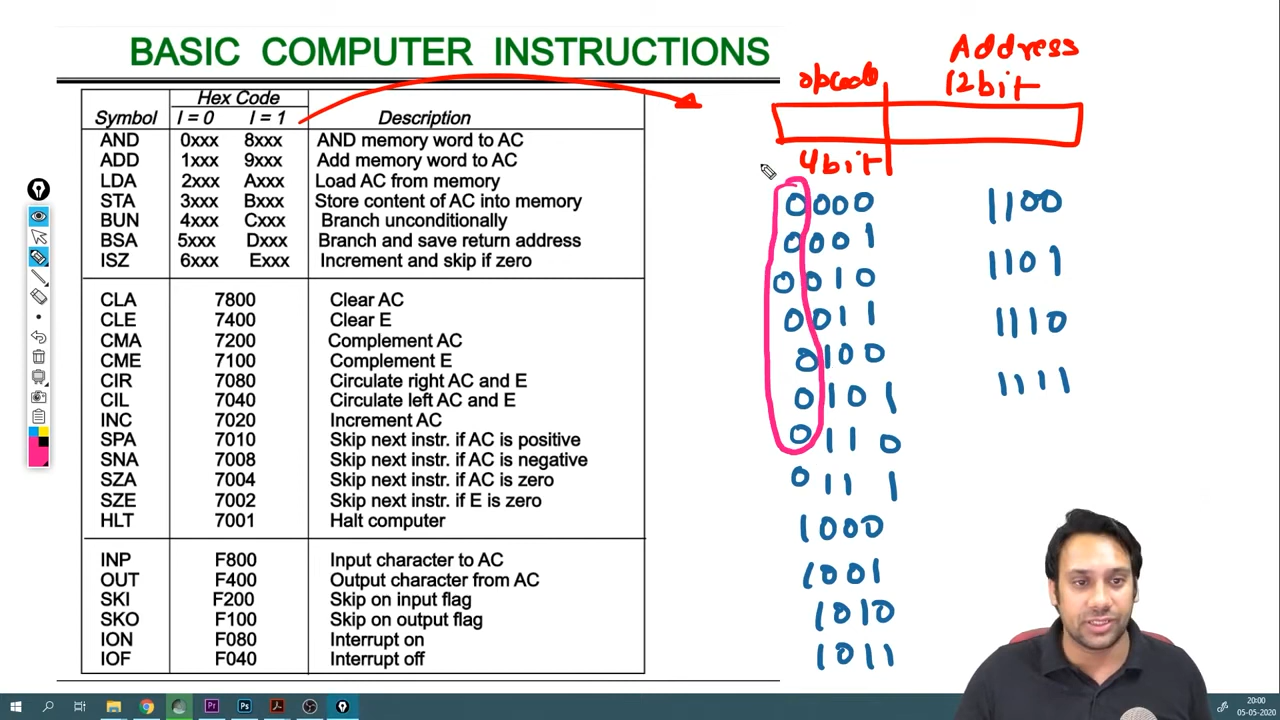 BASIC COMPUTER INSTRUCTIONS
Hex Code
Symbol I = 0 I = 1 Description
AND 0xxx 8xxx AND memory word to AC
ADD 1xxx 9xxx Add memory word to AC
LDA 2xxx Axxx Load AC from memory
STA 3xxx Bxxx Store content of AC into memory
BUN 4xxx Cxxx Branch unconditionally
BSA 5xxx Dxxx Branch and save return address
ISZ 6xxx Exxx Increment and skip if zero
CLA 7800 Clear AC
CLE 7400 Clear E
CMA 7200 Complement AC
CME 7100 Complement E
CIR 7080 Circulate right AC and E
CIL 7040 Circulate left AC and E
INC 7020 Increment AC
SPA 7010 Skip next instr. if AC is positive
SNA 7008 Skip next instr. if AC is negative
SZA 7004 Skip next instr. if AC is zero
SZE 7002 Skip next instr. if E is zero
HLT 7001 Halt computer
INP F800 Input character to AC
OUT F400 Output character from AC
SKI F200 Skip on input flag
SKO F100 Skip on output flag
ION F080 Interrupt on
IOF F040 Interrupt off
opcode Address
12bit
4bit
0000 1100
0001 1101
0010
0011 1110
0100 1111
0101
0110
0111
1000
1001
1010
1011
20:00
05-05-2020